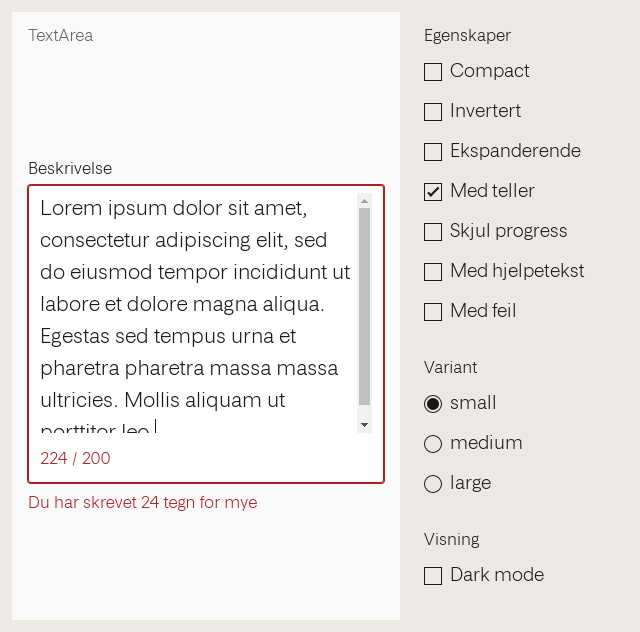 TextArea
Beskrivelse
Lorem ipsum dolor sit amet,
consectetur adipiscing elit, sed
do eiusmod tempor incididunt ut
labore et dolore magna aliqua.
Egestas sed tempus urna et
pharetra pharetra massa massa
ultricies. Mollis aliquam ut
porttitor leo
224 / 200
Du har skrevet 24 tegn for mye
Egenskaper
Compact
Invertert
Ekspanderende
Med teller
Skjul progress
Med hjelpetekst
Med feil
Variant
small
medium
large
Visning
Dark mode